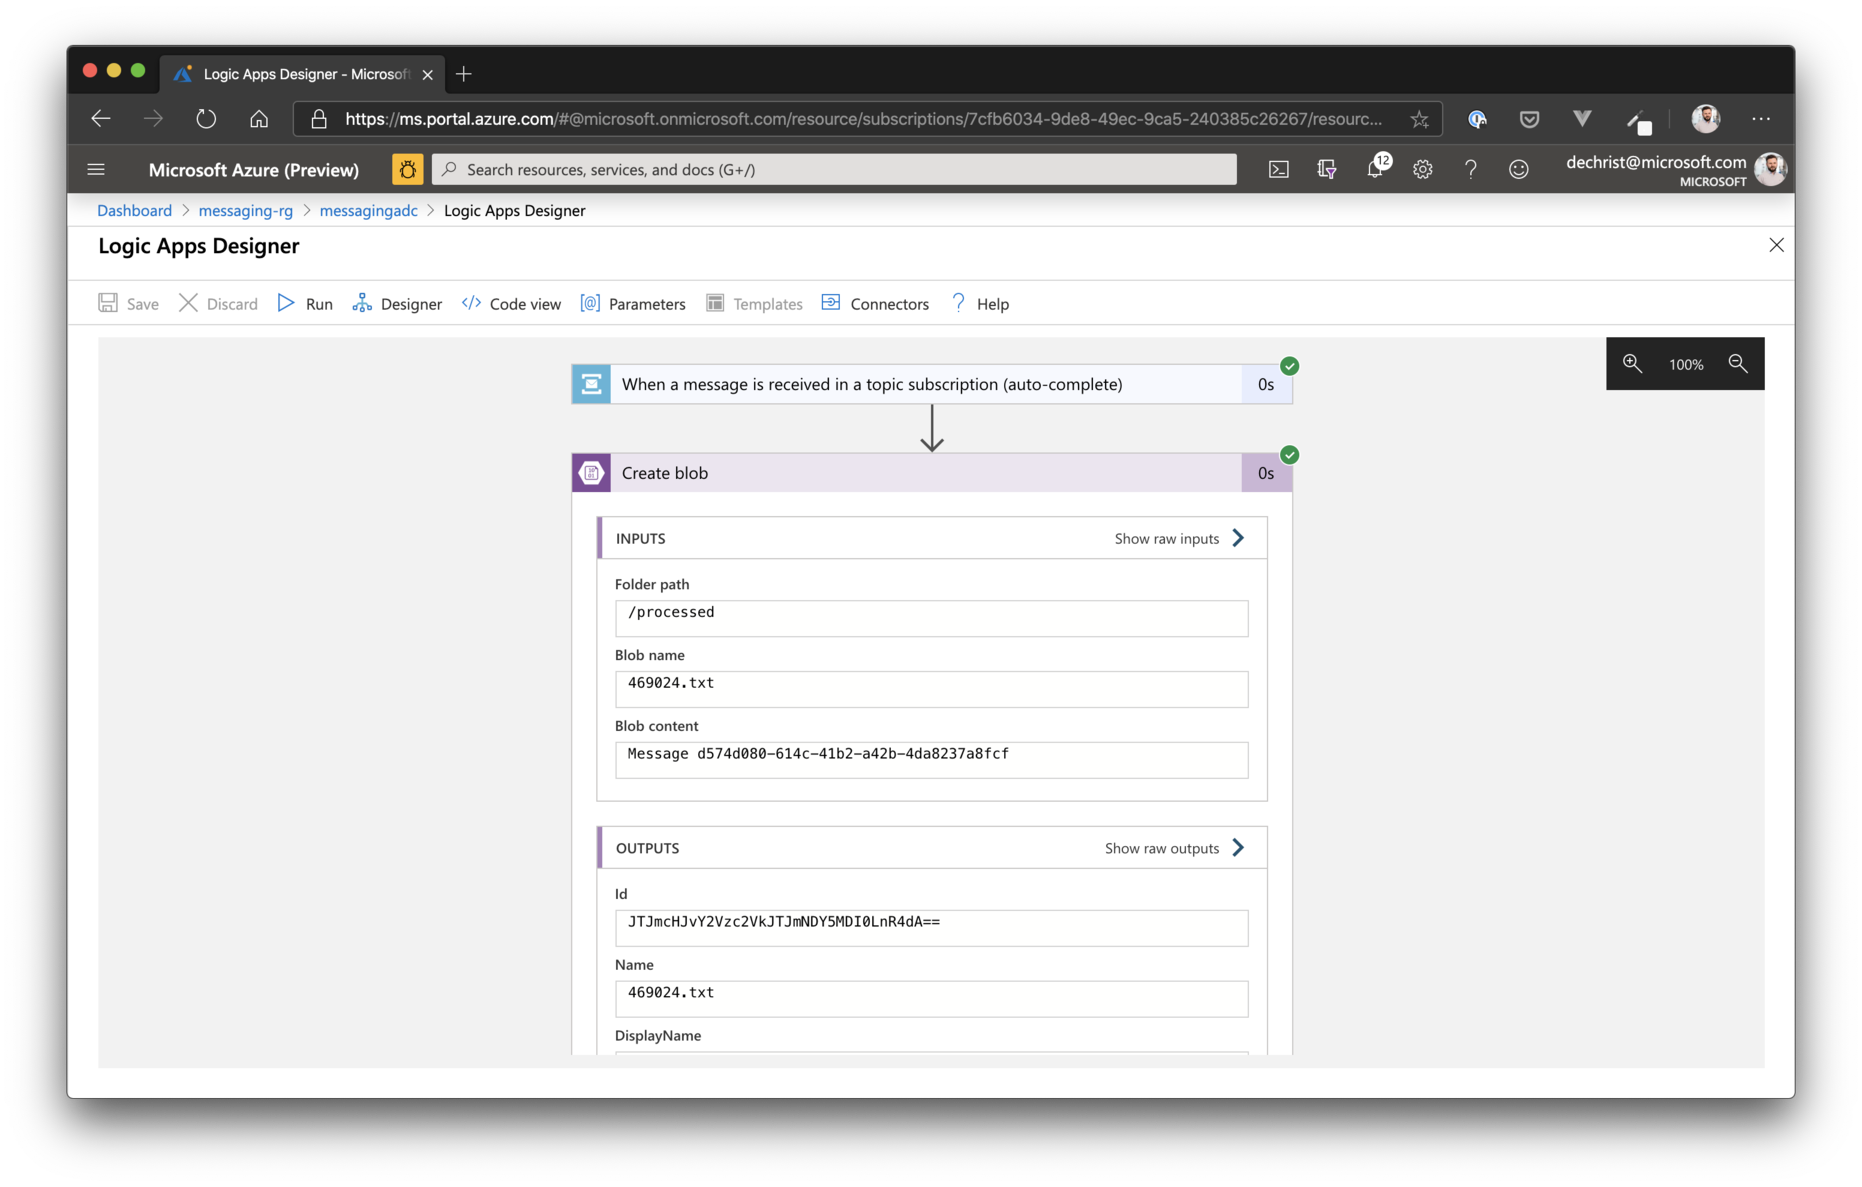 Logic Apps Designer - Microsoft
https://ms.portal.azure.com/#@microsoft.onmicrosoft.com/resource/subscriptions/7cfb6034-9de8-49ec-9ca5-240385c26267/resourc...
Microsoft Azure (Preview)
Search resources, services, and docs (G+/)
12
dechrist@microsoft.com
MICROSOFT
Dashboard > messaging-rg > messagingadc > Logic Apps Designer
Logic Apps Designer
Save Discard Run Designer Code view Parameters Templates Connectors Help
When a message is received in a topic subscription (auto-complete) 0s
100%
Create blob 0s
INPUTS Show raw inputs
Folder path
/processed
Blob name
469024.txt
Blob content
Message d574d080-614c-41b2-a42b-4da8237a8fcf
OUTPUTS Show raw outputs
Id
JTJmcHJvY2Vzc2VkJTJmNDY5MDI0LnR4dA==
Name
469024.txt
DisplayName